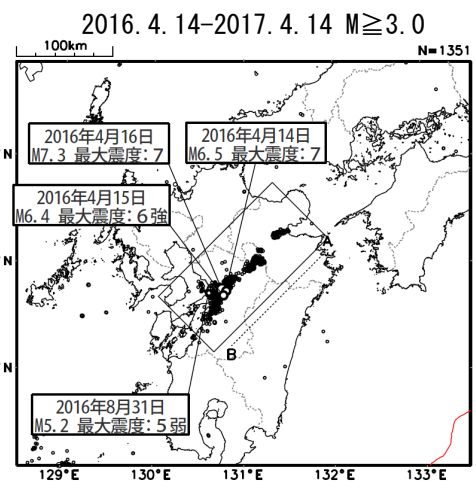 2016.4.14-2017.4.14 M≧3.0
100km
N=1351
2016年4月16日
M7.3 最大震度:7
2016年4月14日
M6.5 最大震度:7
2016年4月15日
M6.4 最大震度:6強
N
N
N
A
B
2016年8月31日
M5.2 最大震度:5弱
129°E
130°E
131°E
132°E
133°E